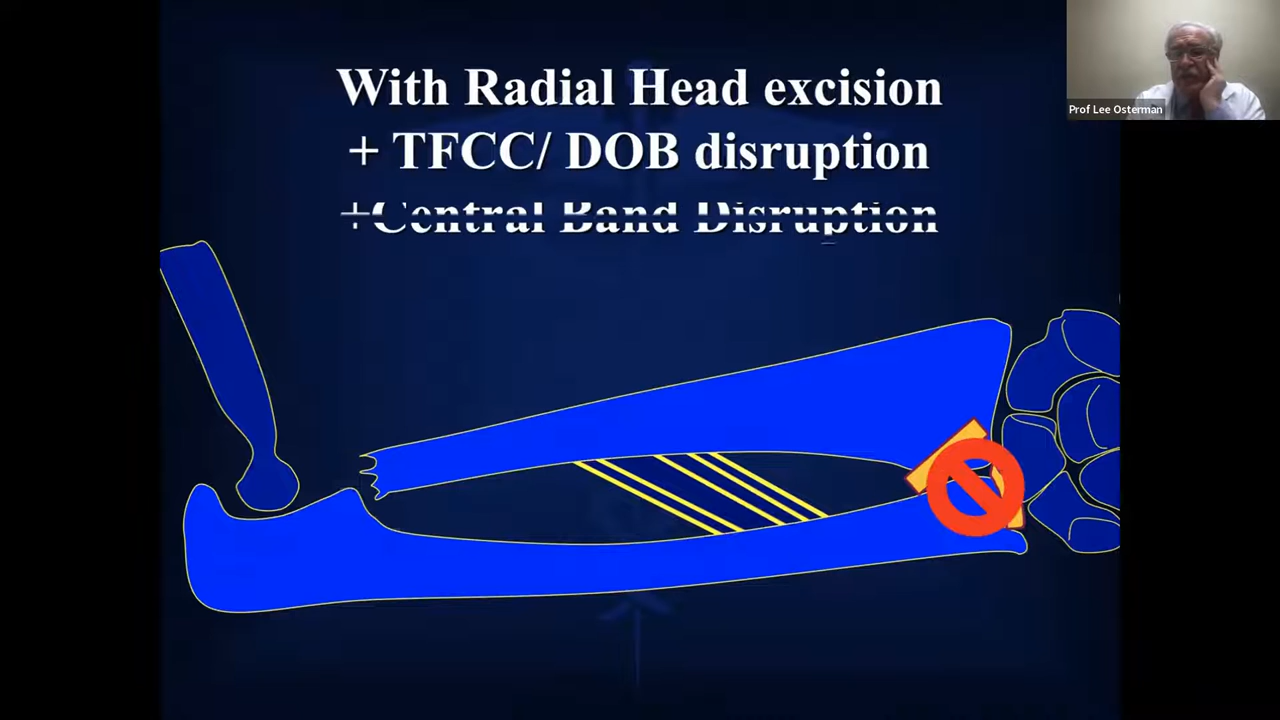 With Radial Head excision
+ TFCC/ DOB disruption
+Central Band Disruption
Prof Lee Osterman